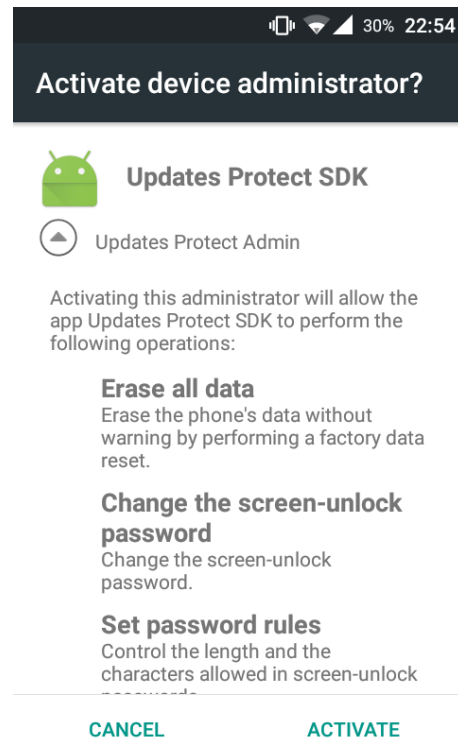 30% 22:54
Activate device administrator?
Updates Protect SDK
Updates Protect Admin
Activating this administrator will allow the
app Updates Protect SDK to perform the
following operations:
Erase all data
Erase the phone's data without
warning by performing a factory data
reset.
Change the screen-unlock
password
Change the screen-unlock
password.
Set password rules
Control the length and the
characters allowed in screen-unlock
CANCEL ACTIVATE